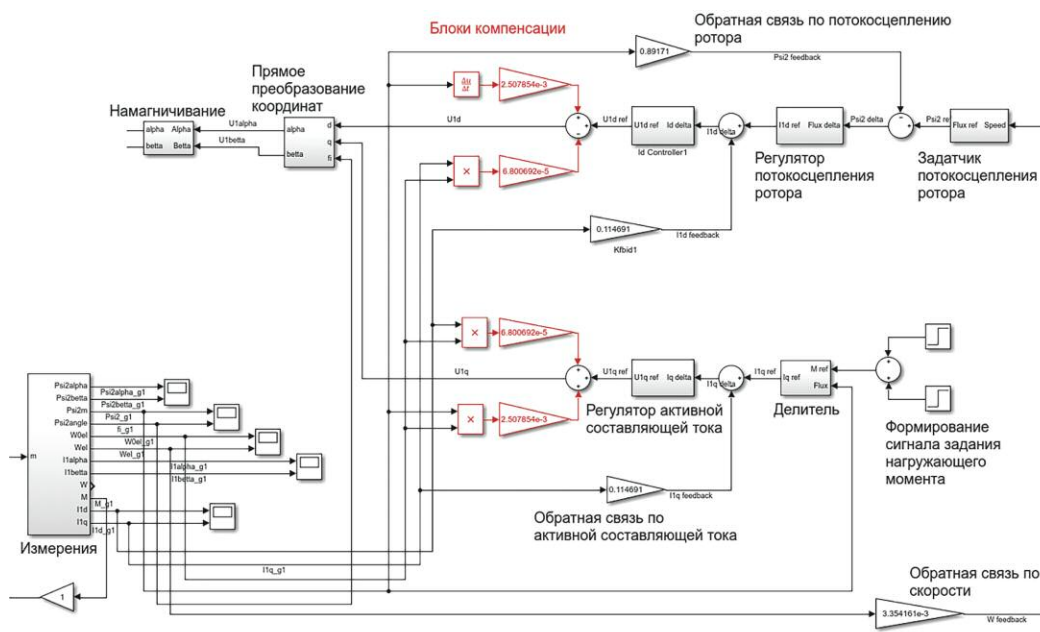 Блоки компенсации
Обратная связь по потокосцеплению
ротора
0.89171
Psi2 feedback
Прямое
преобразование
координат
Намагничивание
alpha
betta
Alpha
Betta
U1alpha
U1betta
alpha
betta
d
q
fi
Δu
Δt
2.507854e-3
U1d
U1d ref
U1d ref
Id delta
Id Controller1
I1d delta
I1d ref
Flux delta
Psi2 delta
Psi2 re
Flux ref
Speed
Регулятор
потокосцепления
ротора
Задатчик
потокосцепления
ротора
×
6.800692e-5
0.114691
I1d feedback
Kfbid1
×
6.800692e-5
U1q
U1q ref
U1q ref
Iq delta
I1q delta
I1q ref
Iq ref
M ref
Flux
Регулятор активной
составляющей тока
Делитель
Формирование
сигнала задания
нагружающего
момента
×
2.507854e-3
0.114691
I1q feedback
Обратная связь по
активной составляющей тока
m
Psi2alpha
Psi2betta
Psi2m
Psi2angle
W0el
Wel
I1alpha
I1betta
W
M
I1d
I1q
Psi2alpha_g1
Psi2betta_g1
Psi2_g1
fi_g1
W0el_g1
Wel_g1
I1alpha_g1
I1betta_g1
M_g1
I1d_g1
I1q_g1
Измерения
1
Обратная связь по
скорости
3.354161e-3
W feedback